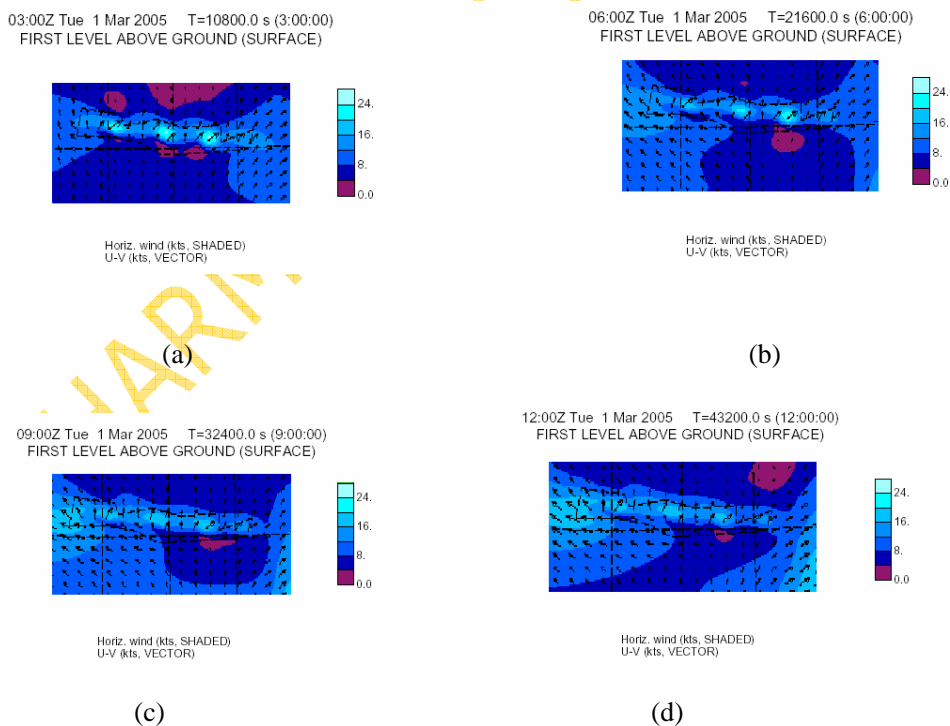 03:00Z Tue 1 Mar 2005 T=10800.0 s (3:00:00)
FIRST LEVEL ABOVE GROUND (SURFACE)
24.
16.
8.
0.0
Horiz. wind (kts, SHADED)
U-V (kts, VECTOR)
(a)
06:00Z Tue 1 Mar 2005 T=21600.0 s (6:00:00)
FIRST LEVEL ABOVE GROUND (SURFACE)
24.
16.
8.
0.0
Horiz. wind (kts, SHADED)
U-V (kts, VECTOR)
(b)
09:00Z Tue 1 Mar 2005 T=32400.0 s (9:00:00)
FIRST LEVEL ABOVE GROUND (SURFACE)
24.
16.
8.
0.0
Horiz. wind (kts, SHADED)
U-V (kts, VECTOR)
(c)
12:00Z Tue 1 Mar 2005 T=43200.0 s (12:00:00)
FIRST LEVEL ABOVE GROUND (SURFACE)
24.
16.
8.
0.0
Horiz. wind (kts, SHADED)
U-V (kts, VECTOR)
(d)